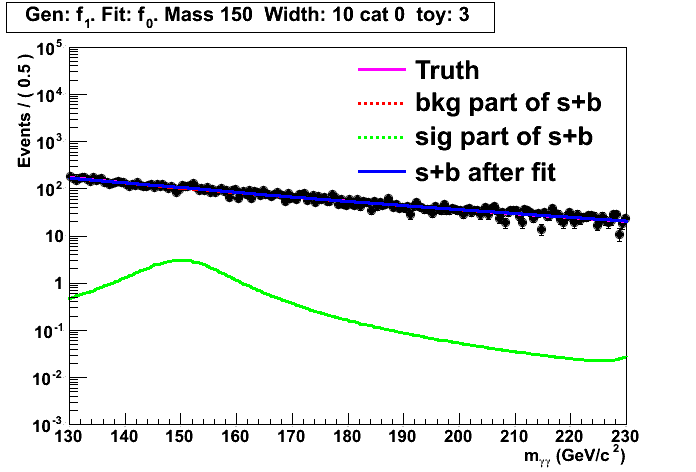 Gen: f1. Fit: f0. Mass 150 Width: 10 cat 0 toy: 3
Events / ( 0.5 )
10^5
10^4
10^3
10^2
10
1
10^-1
10^-2
10^-3
Truth
bkg part of s+b
sig part of s+b
s+b after fit
130 140 150 160 170 180 190 200 210 220 230
mγγ (GeV/c^2)